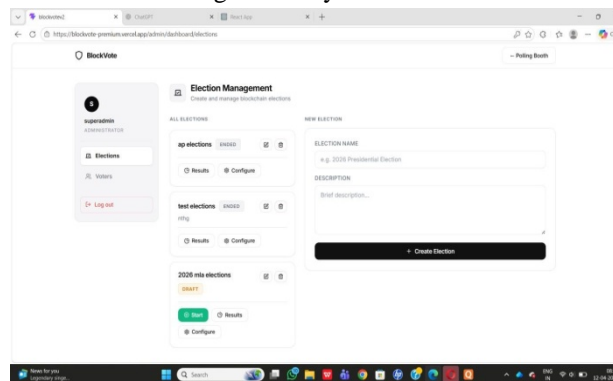 blockvotev2
ChatGPT
React App
https://blockvote-premium.vercel.app/admin/dashboard/elections
BlockVote
← Polling Booth
S
superadmin
ADMINISTRATOR
Elections
Voters
Log out
Election Management
Create and manage blockchain elections
ALL ELECTIONS
ap elections ENDED
Results Configure
test elections ENDED
mhg
Results Configure
2026 mla elections
DRAFT
Start Results
Configure
NEW ELECTION
ELECTION NAME
e.g. 2026 Presidential Election
DESCRIPTION
Brief description...
+ Create Election
News for you
Search
ENG
IN